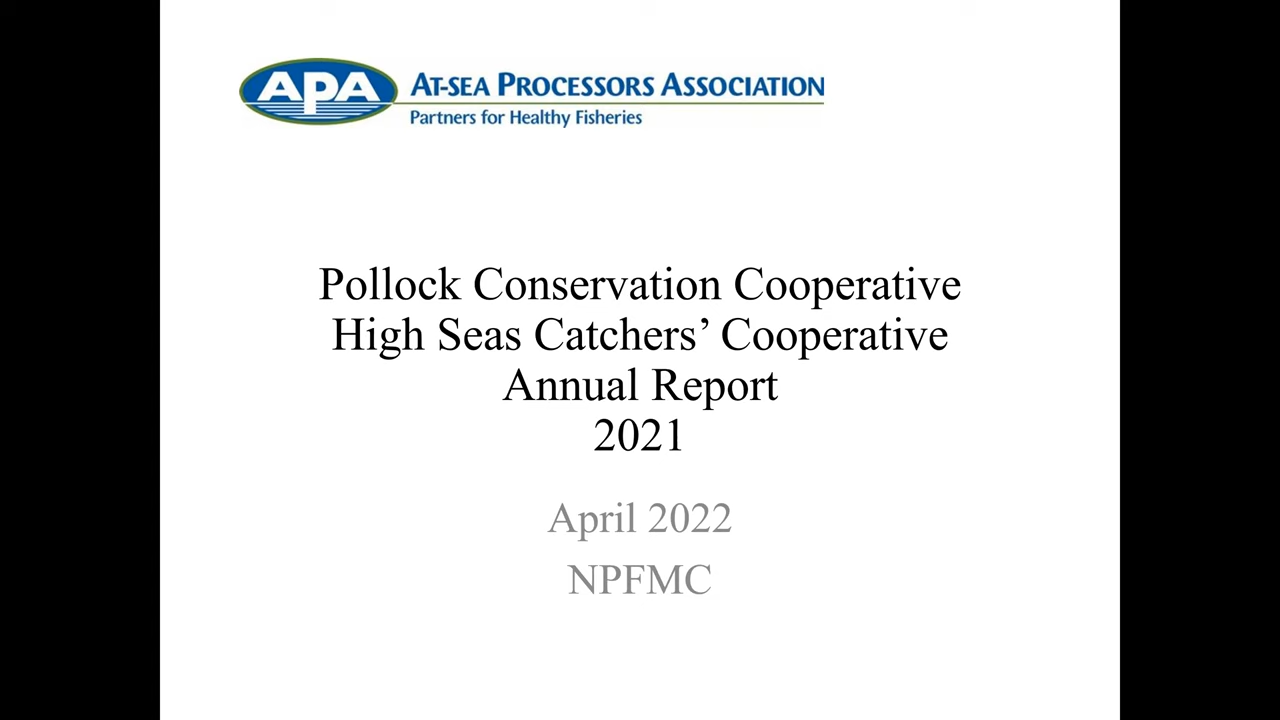 APA
AT-SEA PROCESSORS ASSOCIATION
Partners for Healthy Fisheries
Pollock Conservation Cooperative
High Seas Catchers’ Cooperative
Annual Report
2021
April 2022
NPFMC